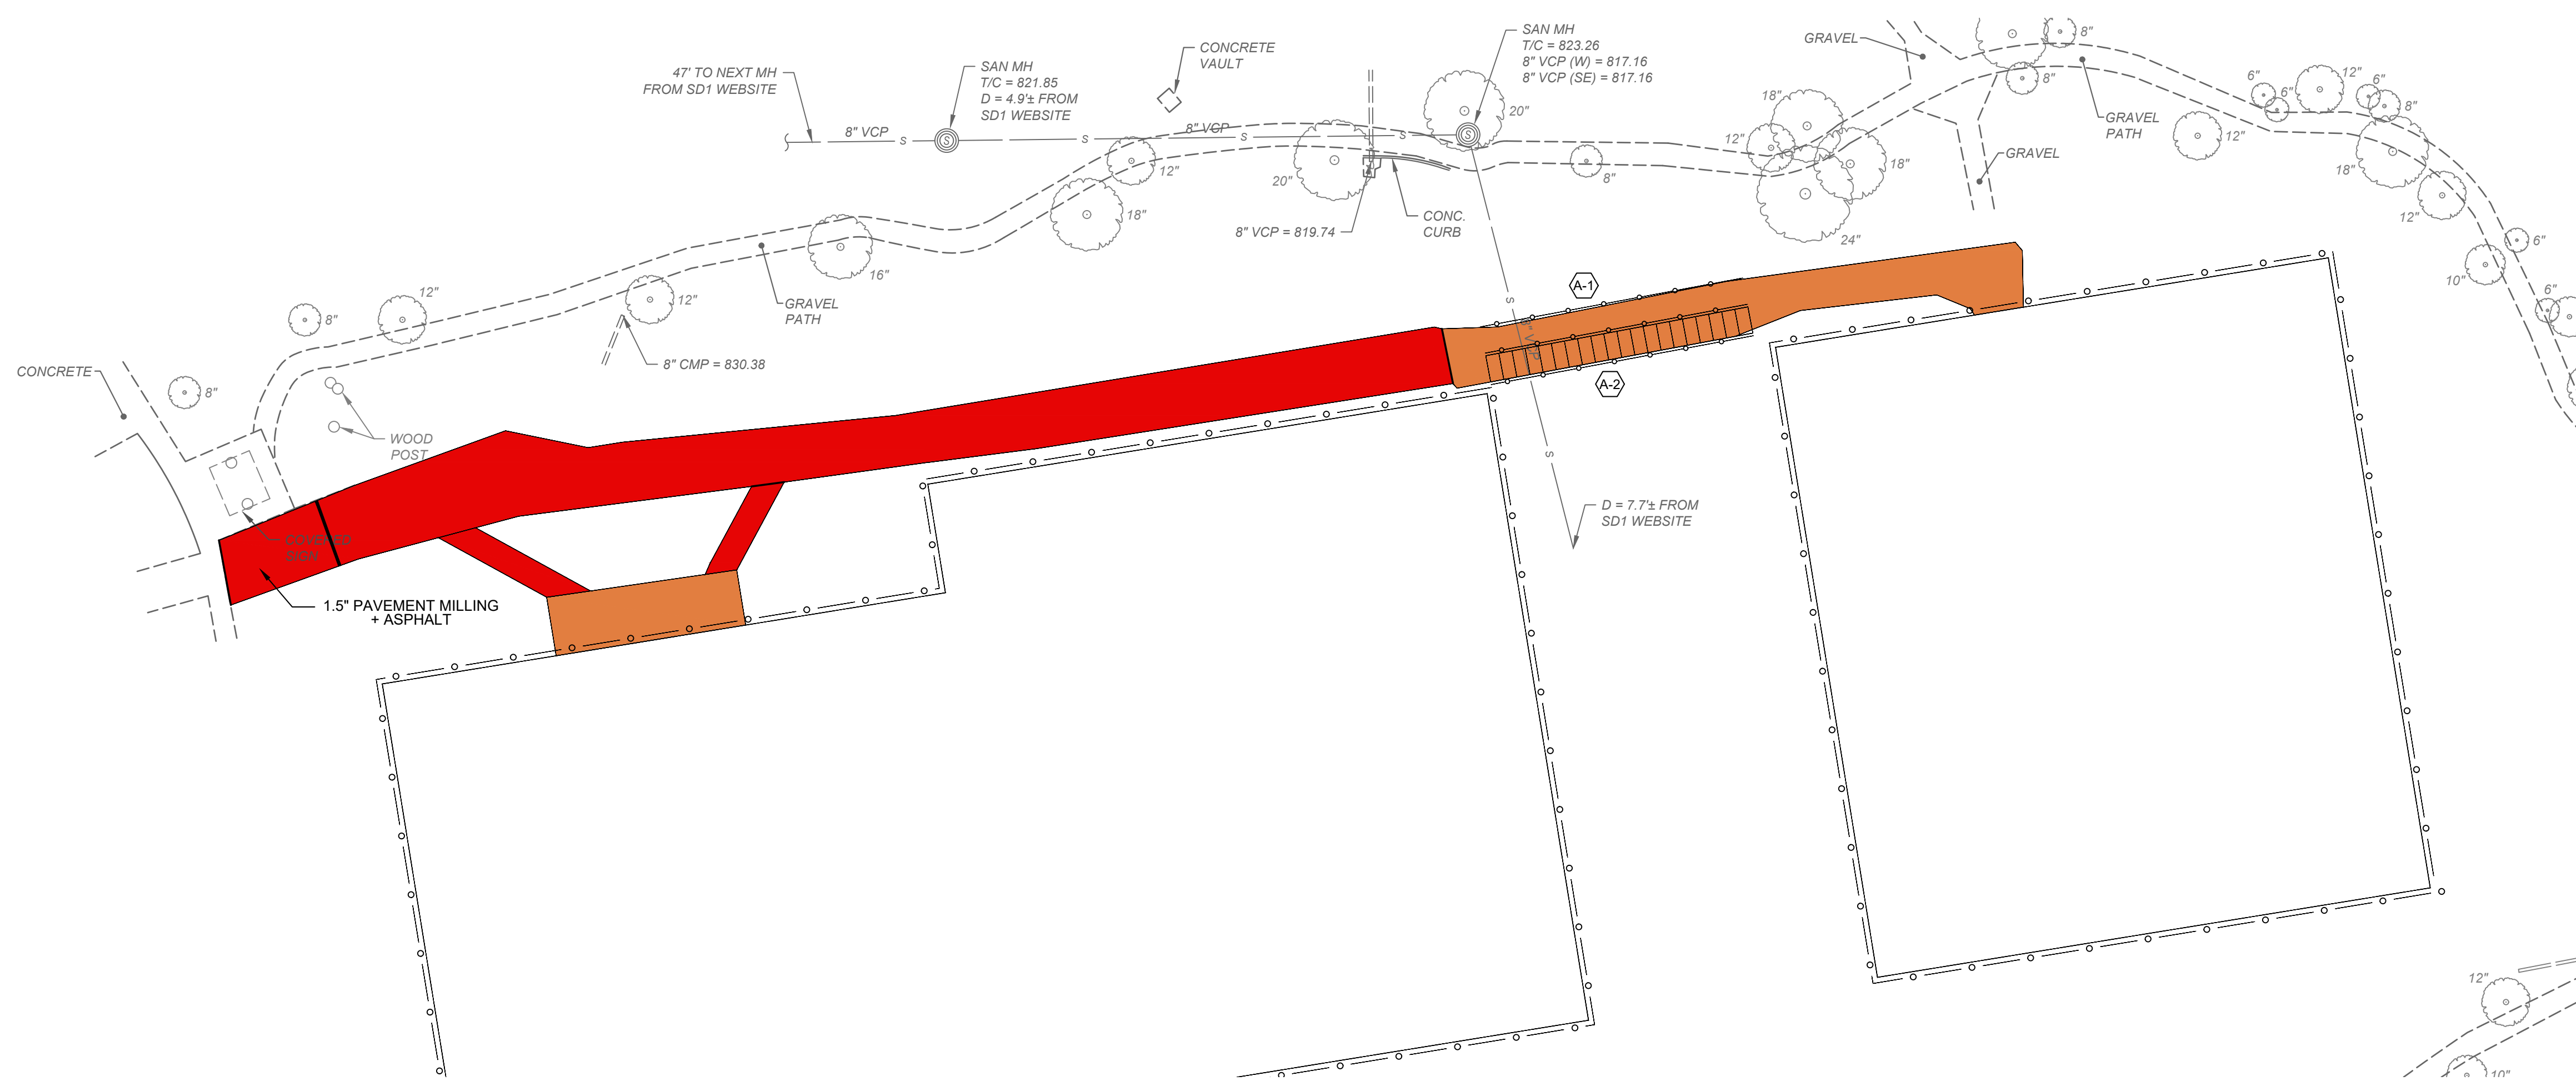 SAN MH
T/C = 823.26
8" VCP (W) = 817.16
8" VCP (SE) = 817.16
GRAVEL
8"
CONCRETE
VAULT
47' TO NEXT MH
FROM SD1 WEBSITE
SAN MH
T/C = 821.85
D = 4.9'± FROM
SD1 WEBSITE
8"
6"
12"
6"
6"
8"
18"
20"
GRAVEL
PATH
8" VCP
S
S
S
8" VCP
S
S
S
12"
12"
GRAVEL
18"
18"
12"
20"
8"
12"
18"
CONC.
CURB
8" VCP = 819.74
24"
6"
16"
10"
6"
A-1
S
12"
12"
GRAVEL
PATH
8"
8" VCP
8" CMP = 830.38
CONCRETE
8"
A-2
WOOD
POST
S
D = 7.7'± FROM
SD1 WEBSITE
COVERED
SIGN
1.5" PAVEMENT MILLING
+ ASPHALT
12"
10"